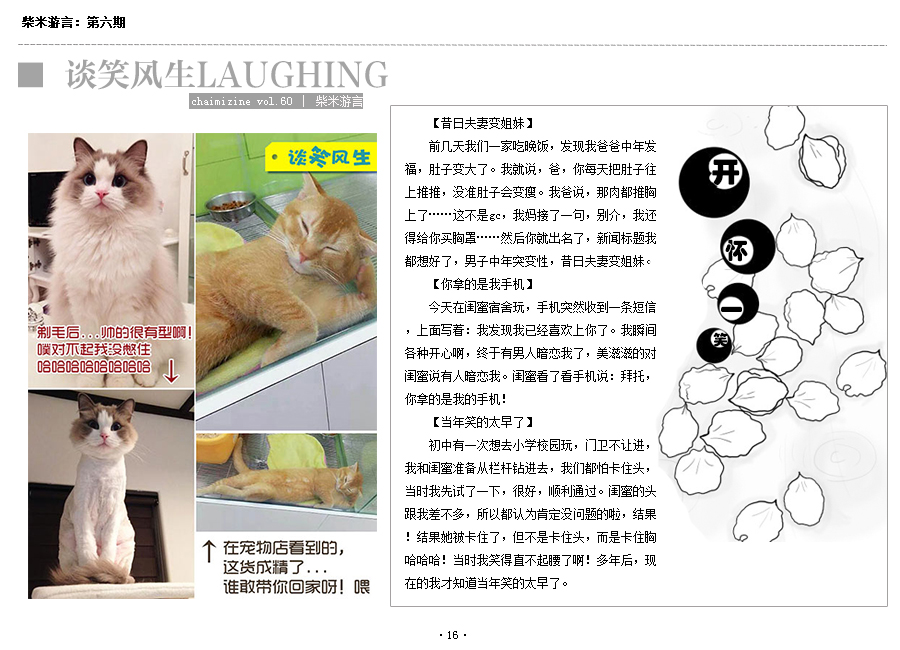 柴米游言：第六期
谈笑风生LAUGHING
chaimizine vol.60 | 柴米游言
谈笑风生
剃毛后...帅的很有型啊！
噗对不起我没憋住
哈哈哈哈哈哈哈哈
在宠物店看到的，
这货成精了...
谁敢带你回家呀！喂
【昔日夫妻变姐妹】
前几天我们一家吃晚饭，发现我爸爸中年发
福，肚子变大了。我就说，爸，你每天把肚子往
上推推，没准肚子会变瘦。我爸说，那肉都推胸
上了……这不是gc，我妈接了一句，别介，我还
得给你买胸罩……然后你就出名了，新闻标题我
都想好了，男子中年突变性，昔日夫妻变姐妹。
【你拿的是我手机】
今天在闺蜜宿舍玩，手机突然收到一条短信
，上面写着：我发现我已经喜欢上你了。我瞬间
各种开心啊，终于有男人暗恋我了，美滋滋的对
闺蜜说有人暗恋我。闺蜜看了看手机说：拜托，
你拿的是我的手机！
【当年笑的太早了】
初中有一次想去小学校园玩，门卫不让进，
我和闺蜜准备从栏杆钻进去，我们都怕卡住头，
当时我先试了一下，很好，顺利通过。闺蜜的头
跟我差不多，所以都认为肯定没问题的啦，结果
！结果她被卡住了，但不是卡住头，而是卡住胸
哈哈哈！当时我笑得直不起腰了啊！多年后，现
在的我才知道当年笑的太早了。
开
怀
一
笑
·16·